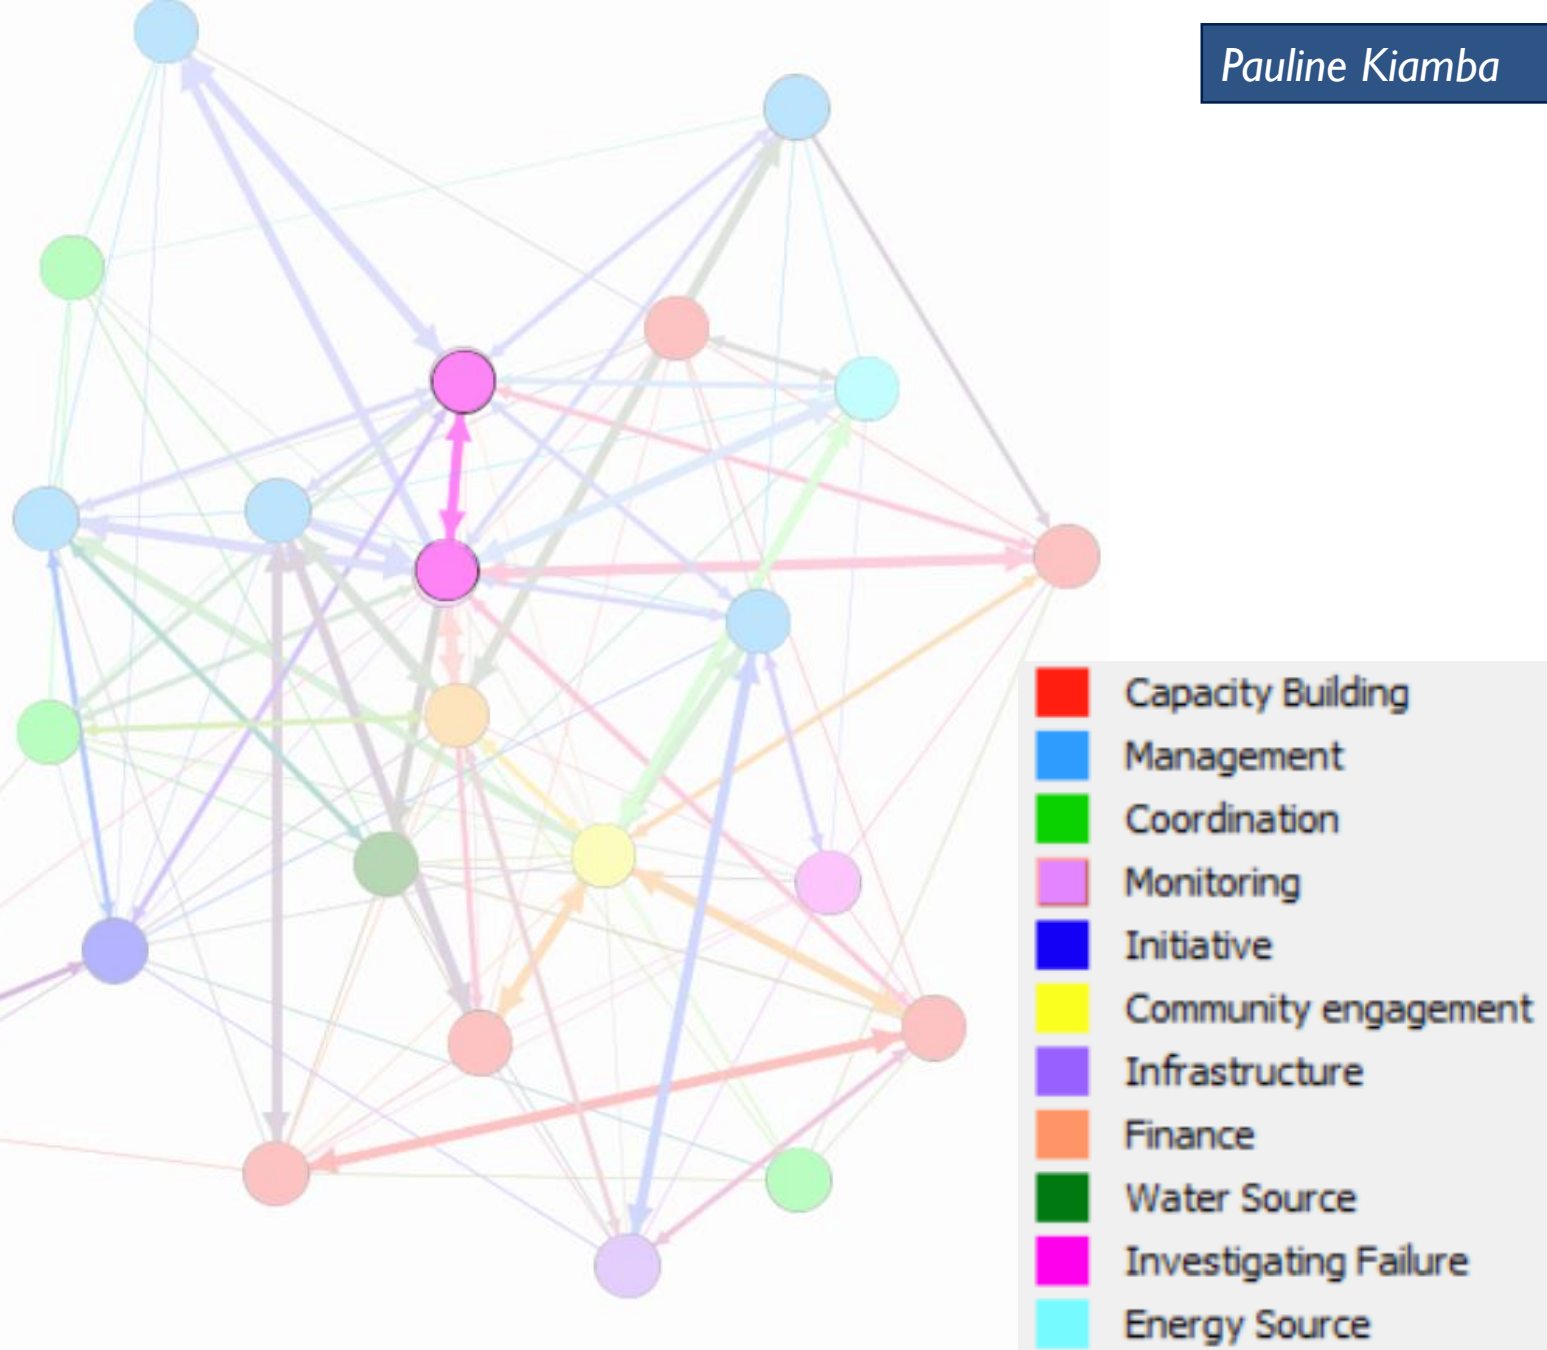 Pauline Kiamba
Capacity Building
Management
Coordination
Monitoring
Initiative
Community engagement
Infrastructure
Finance
Water Source
Investigating Failure
Energy Source